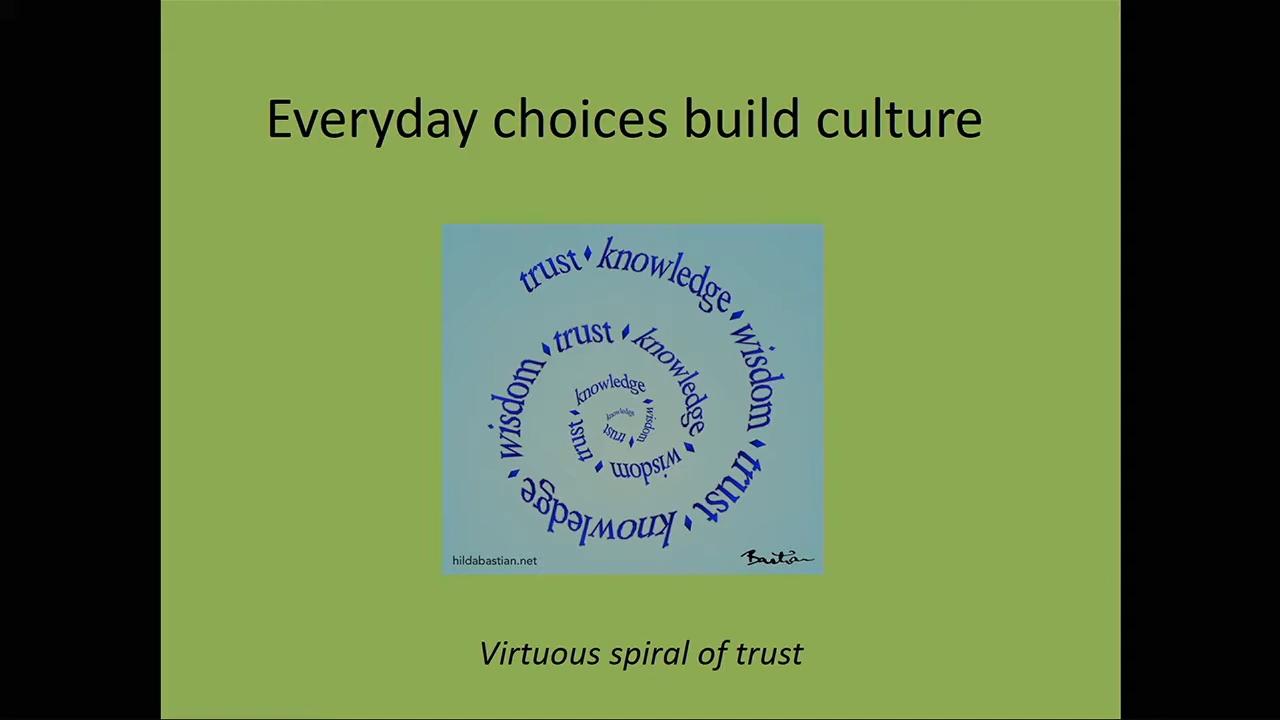 Everyday choices build culture
trust ♦ knowledge ♦ wisdom ♦ trust ♦ knowledge ♦ wisdom ♦ trust ♦ knowledge ♦ wisdom ♦ trust ♦ knowledge ♦ wisdom ♦ trust knowledge
hildabastian.net
Bastian
Virtuous spiral of trust